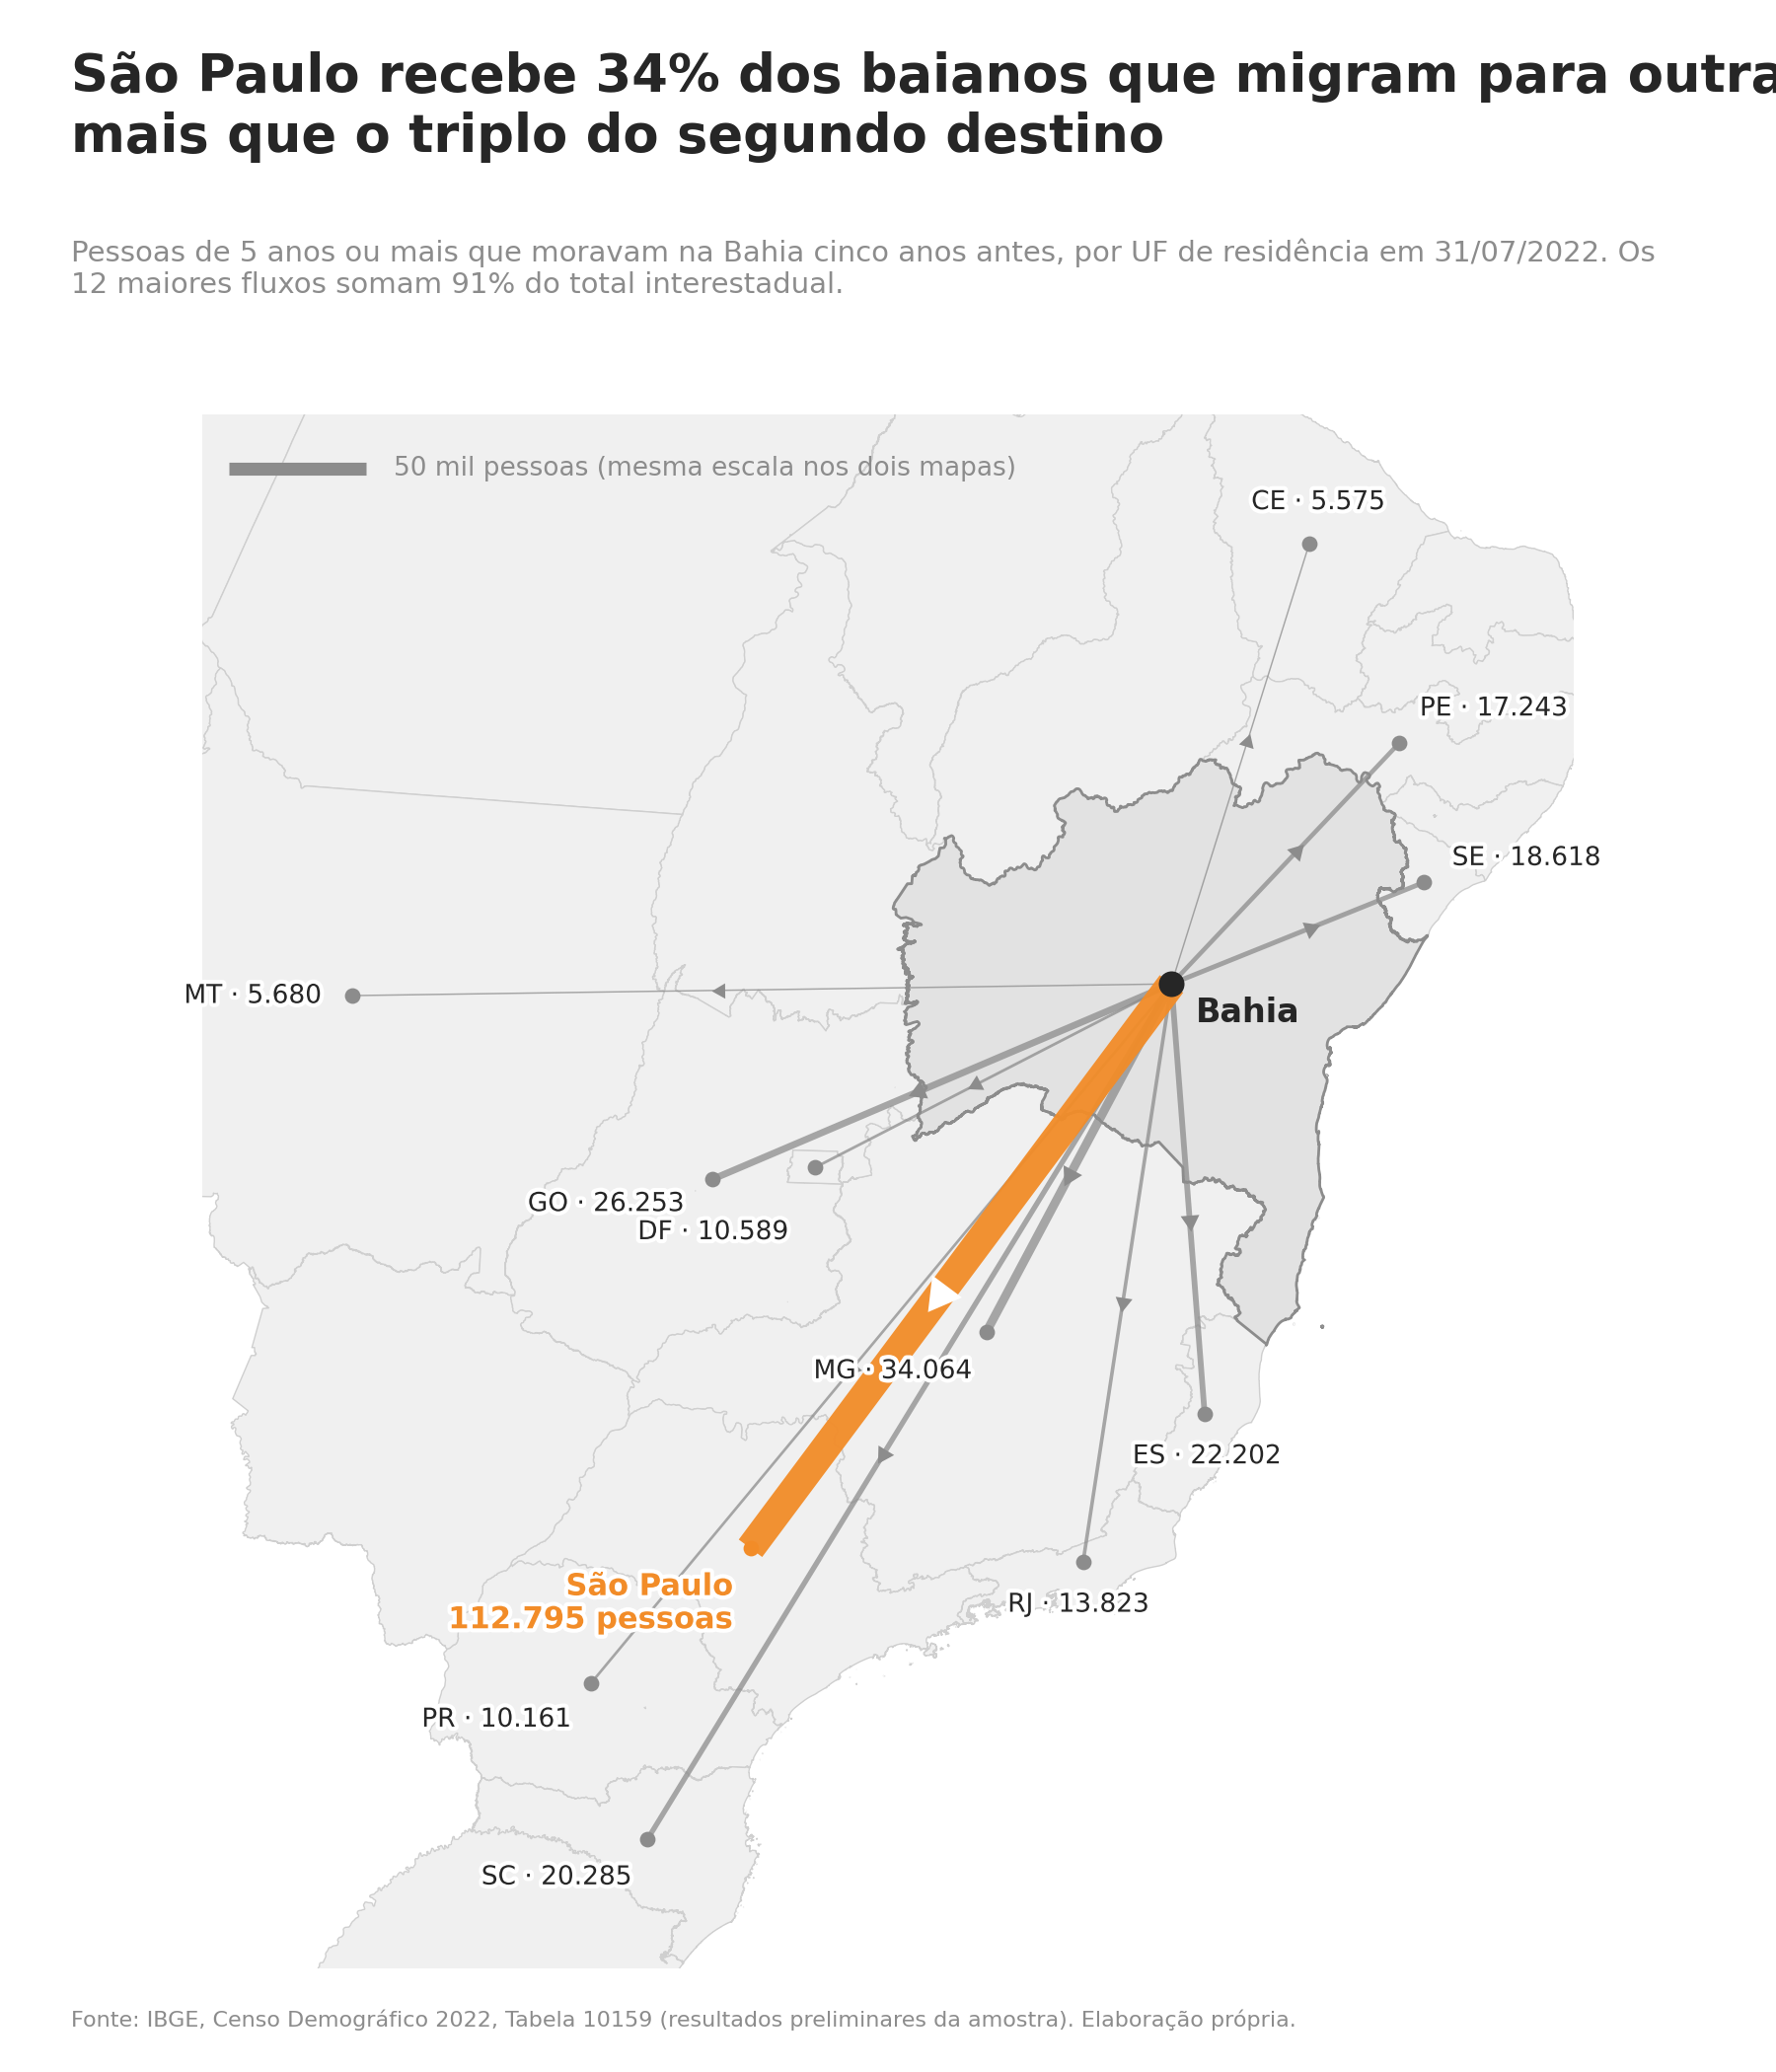 São Paulo recebe 34% dos baianos que migram para outra
mais que o triplo do segundo destino
Pessoas de 5 anos ou mais que moravam na Bahia cinco anos antes, por UF de residência em 31/07/2022. Os
12 maiores fluxos somam 91% do total interestadual.
50 mil pessoas (mesma escala nos dois mapas)
CE · 5.575
PE · 17.243
SE · 18.618
MT · 5.680
Bahia
GO · 26.253
DF · 10.589
MG · 34.064
ES · 22.202
São Paulo
112.795 pessoas
RJ · 13.823
PR · 10.161
SC · 20.285
Fonte: IBGE, Censo Demográfico 2022, Tabela 10159 (resultados preliminares da amostra). Elaboração própria.